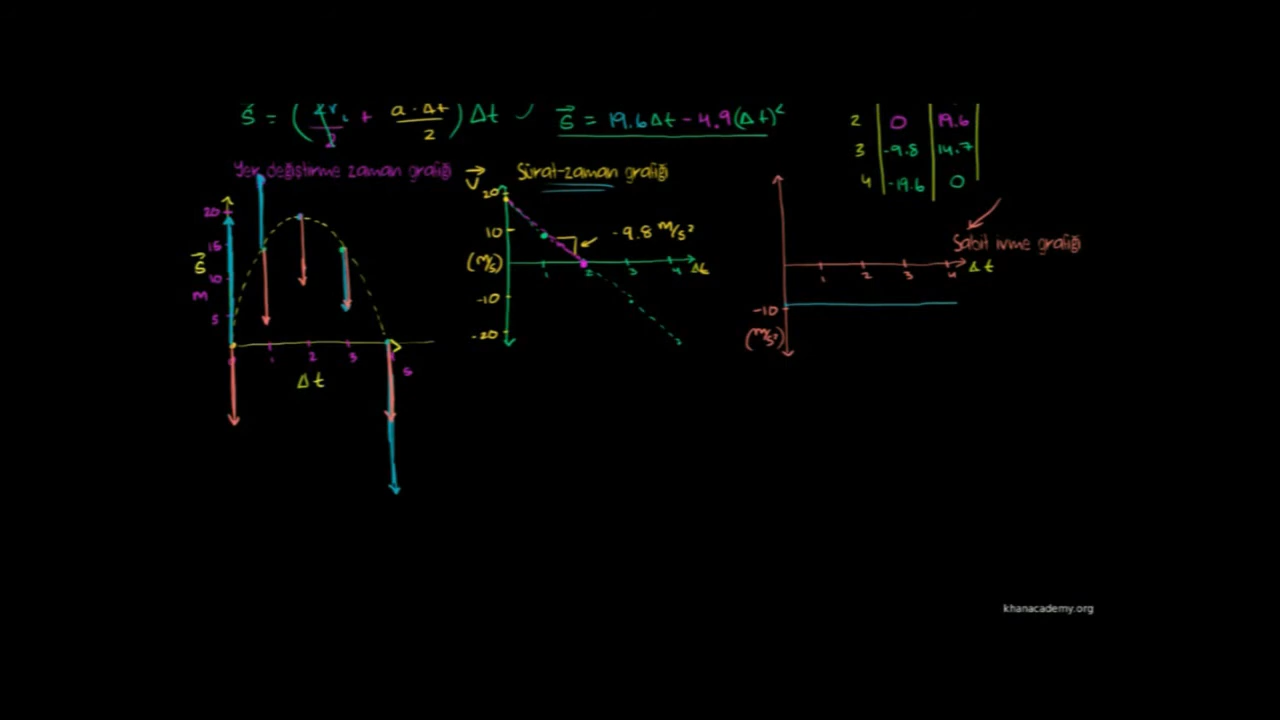 s = (2v_i/2 + a·Δt/2) Δt
s = 19.6Δt - 4.9(Δt)²
2 0 19.6
3 -9.8 14.7
4 -19.6 0
Yer değiştirme zaman grafiği
s
m
20
15
10
5
1 2 3 s
Δt
v
Sürat-zaman grafiği
20
10
(m/s)
-10
-20
-9.8 m/s²
1 2 3 4 Δt
Sabit ivme grafiği
1 2 3 4 Δt
-10
(m/s²)
khanacademy.org